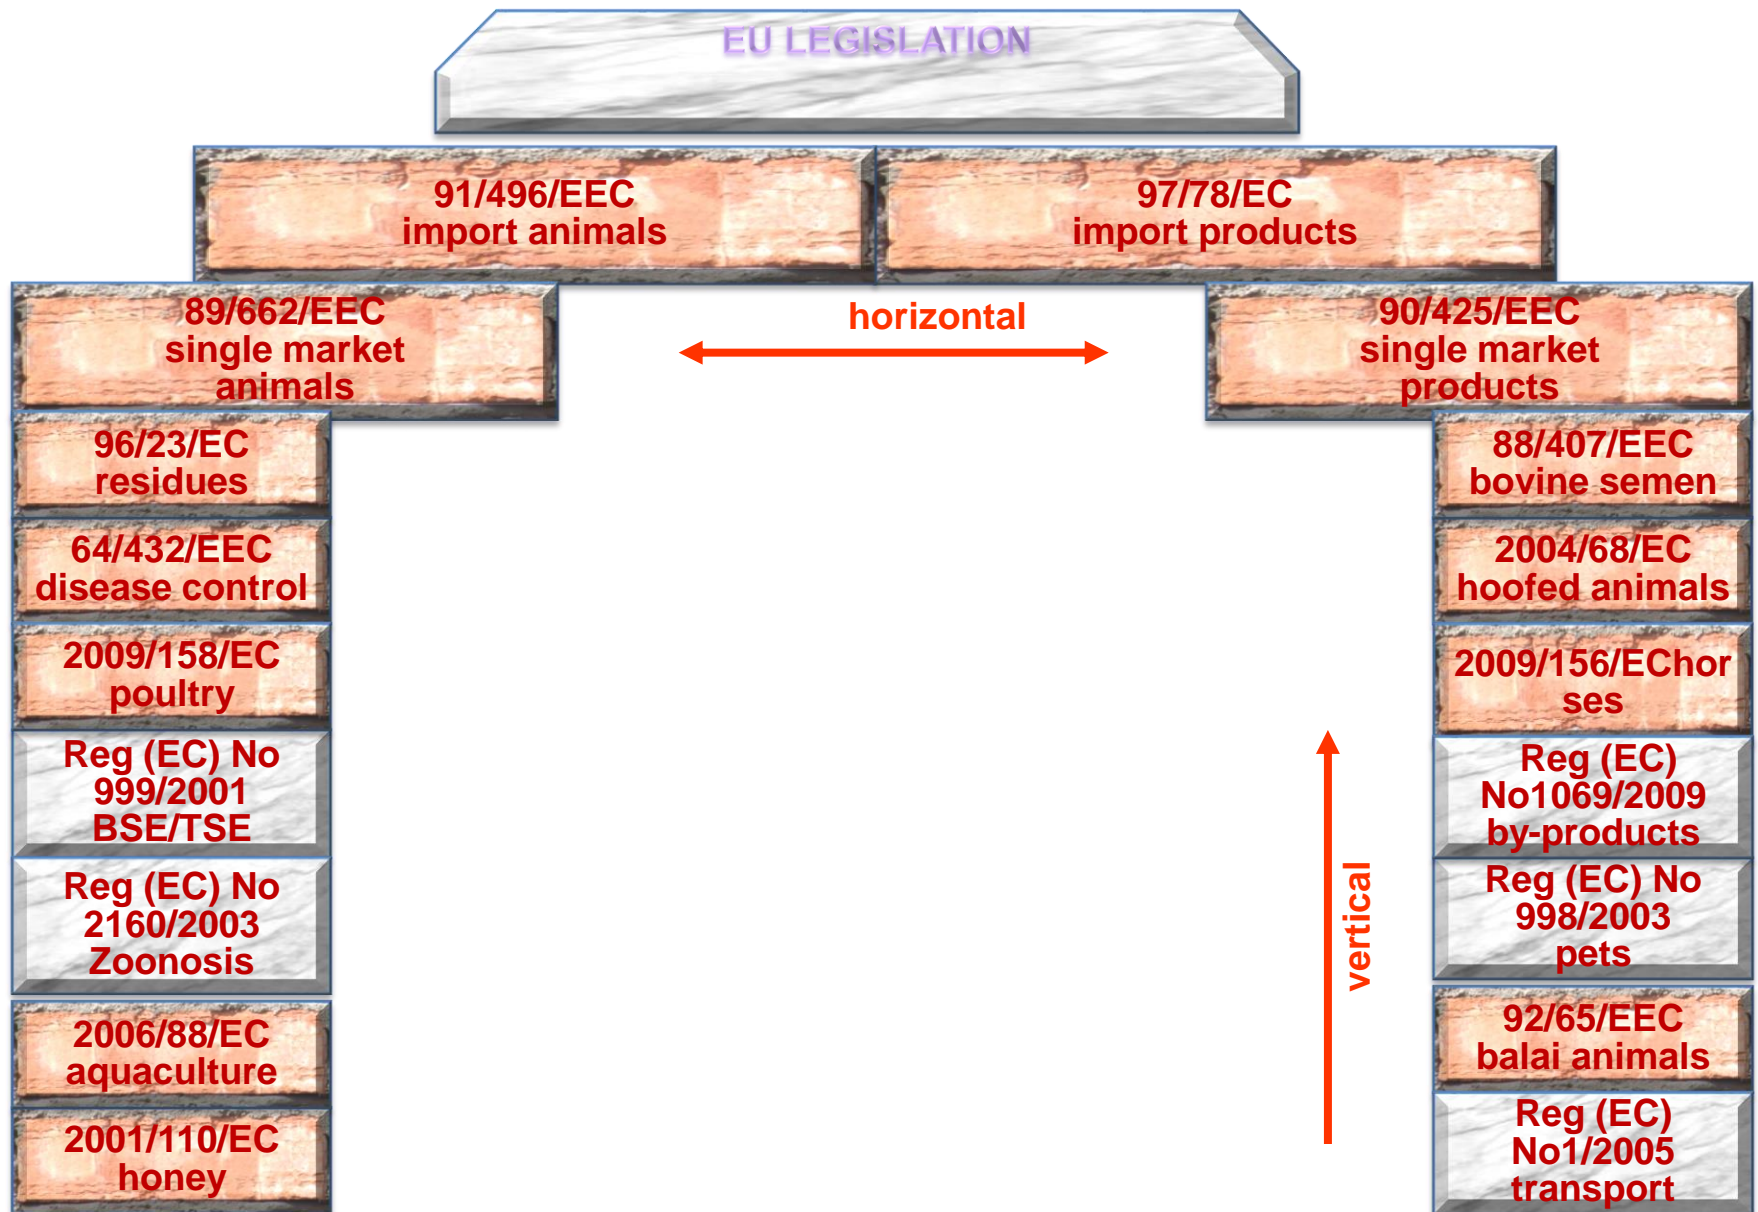 EU LEGISLATION
91/496/EEC
import animals
97/78/EC
import products
89/662/EEC
single market
animals
horizontal
90/425/EEC
single market
products
96/23/EC
residues
64/432/EEC
disease control
2009/158/EC
poultry
Reg (EC) No
999/2001
BSE/TSE
Reg (EC) No
2160/2003
Zoonosis
2006/88/EC
aquaculture
2001/110/EC
honey
vertical
88/407/EEC
bovine semen
2004/68/EC
hoofed animals
2009/156/EChor
ses
Reg (EC)
No1069/2009
by-products
Reg (EC) No
998/2003
pets
92/65/EEC
balai animals
Reg (EC)
No1/2005
transport